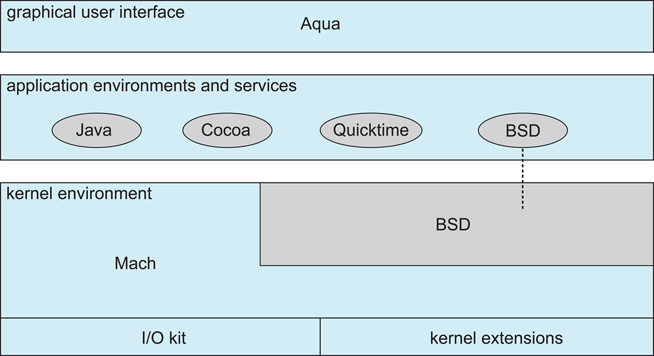 graphical user interface
Aqua
application environments and services
Java
Cocoa
Quicktime
BSD
kernel environment
BSD
Mach
I/O kit
kernel extensions